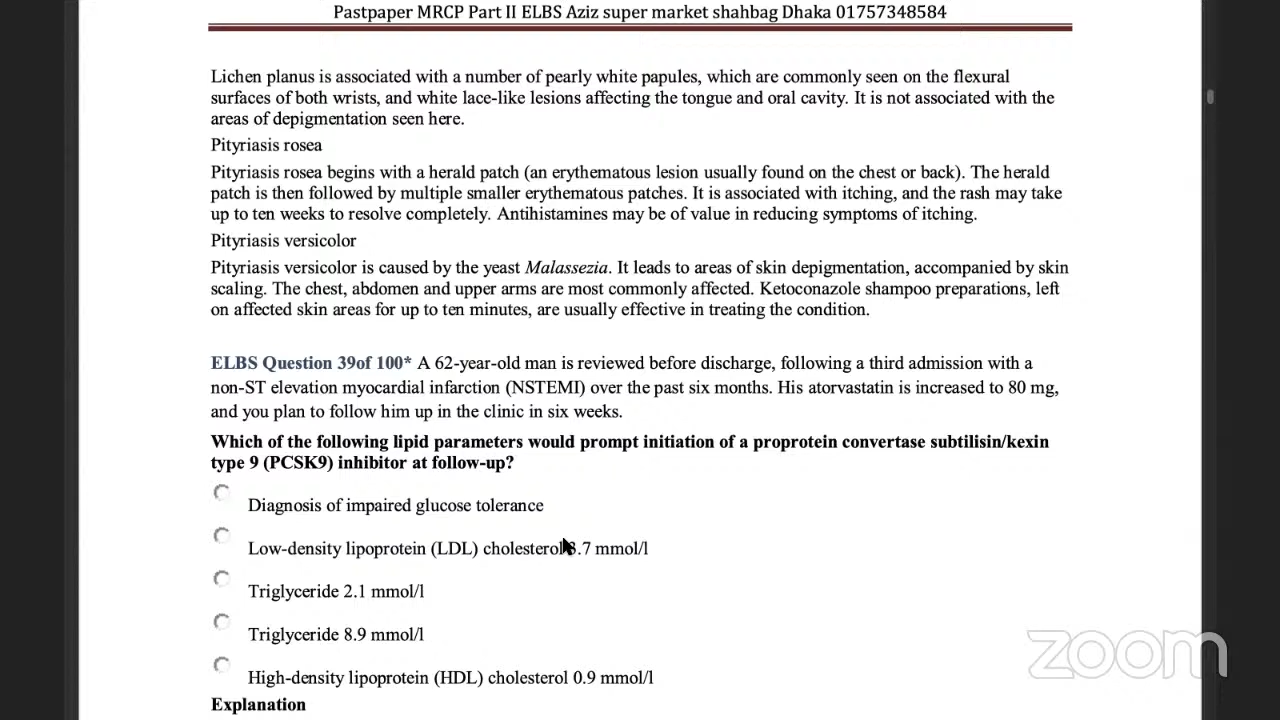 Pastpaper MRCP Part II ELBS Aziz super market shahbag Dhaka 01757348584
Lichen planus is associated with a number of pearly white papules, which are commonly seen on the flexural
surfaces of both wrists, and white lace-like lesions affecting the tongue and oral cavity. It is not associated with the
areas of depigmentation seen here.
Pityriasis rosea
Pityriasis rosea begins with a herald patch (an erythematous lesion usually found on the chest or back). The herald
patch is then followed by multiple smaller erythematous patches. It is associated with itching, and the rash may take
up to ten weeks to resolve completely. Antihistamines may be of value in reducing symptoms of itching.
Pityriasis versicolor
Pityriasis versicolor is caused by the yeast Malassezia. It leads to areas of skin depigmentation, accompanied by skin
scaling. The chest, abdomen and upper arms are most commonly affected. Ketoconazole shampoo preparations, left
on affected skin areas for up to ten minutes, are usually effective in treating the condition.
ELBS Question 39of 100* A 62-year-old man is reviewed before discharge, following a third admission with a
non-ST elevation myocardial infarction (NSTEMI) over the past six months. His atorvastatin is increased to 80 mg,
and you plan to follow him up in the clinic in six weeks.
Which of the following lipid parameters would prompt initiation of a proprotein convertase subtilisin/kexin
type 9 (PCSK9) inhibitor at follow-up?
Diagnosis of impaired glucose tolerance
Low-density lipoprotein (LDL) cholesterol mmol/l
Triglyceride 2.1 mmol/l
Triglyceride 8.9 mmol/l
High-density lipoprotein (HDL) cholesterol 0.9 mmol/l
Explanation
zoom